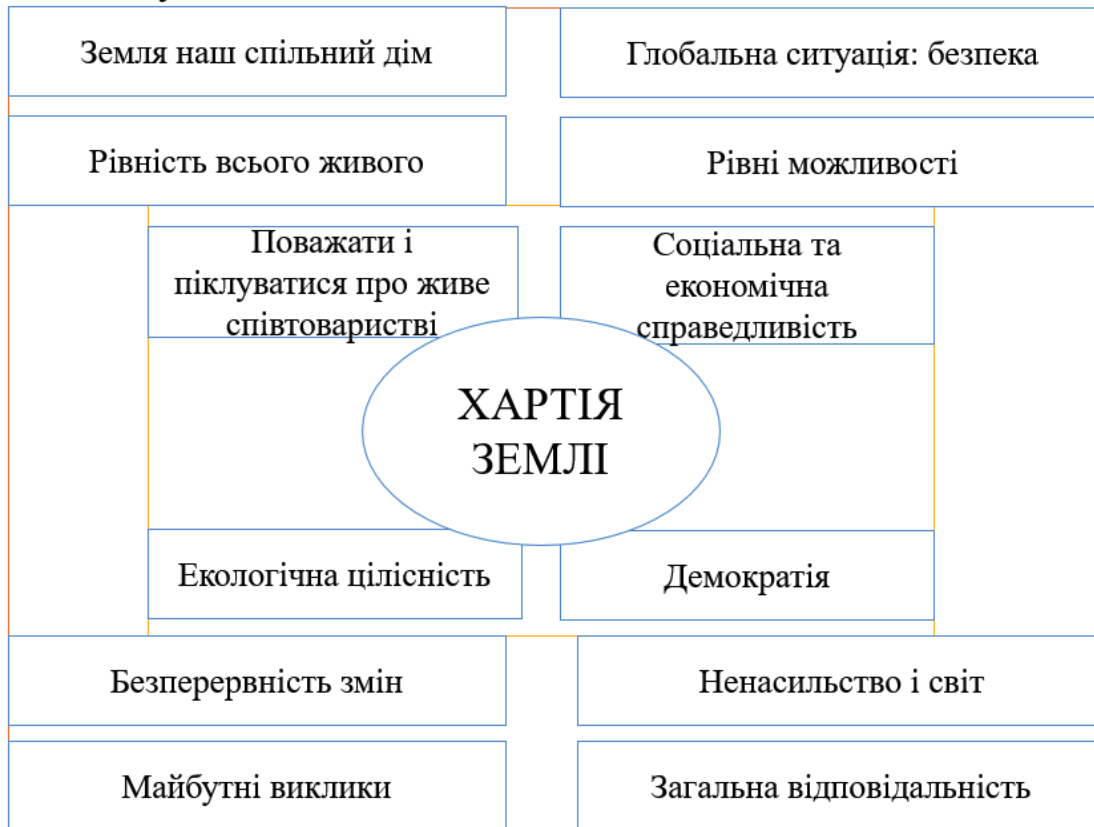 Земля наш спільний дім
Глобальна ситуація: безпека
Рівність всього живого
Рівні можливості
Поважати і
піклуватися про живе
співтоваристві
Соціальна та
економічна
справедливість
ХАРТІЯ
ЗЕМЛІ
Екологічна цілісність
Демократія
Безперервність змін
Ненасильство і світ
Майбутні виклики
Загальна відповідальність